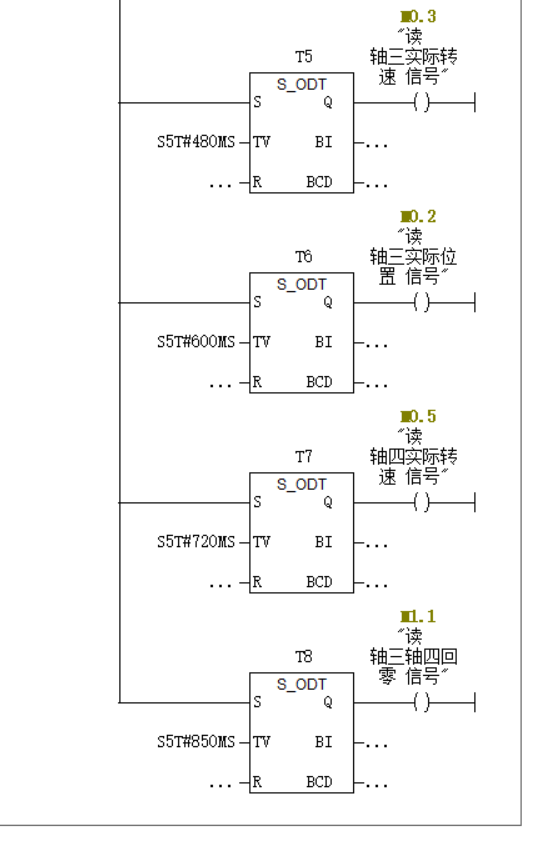 M0.3
"读
轴三实际转
速 信号"
T5
S_ODT
S Q
S5T#480MS TV BI ...
... R BCD ...
M0.2
"读
轴三实际位
置 信号"
T6
S_ODT
S Q
S5T#600MS TV BI ...
... R BCD ...
M0.5
"读
轴四实际转
速 信号"
T7
S_ODT
S Q
S5T#720MS TV BI ...
... R BCD ...
M1.1
"读
轴三轴四回
零 信号"
T8
S_ODT
S Q
S5T#850MS TV BI ...
... R BCD ...